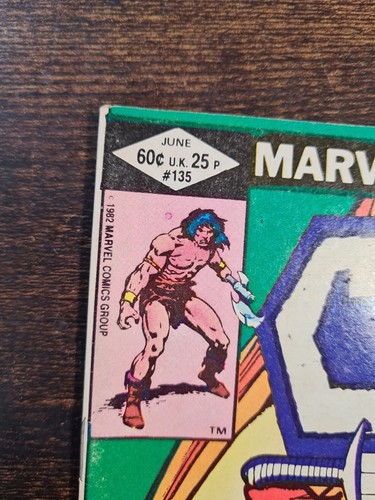 JUNE
60¢ U.K. 25 P
#135
MARV
© 1982 MARVEL COMICS GROUP
TM